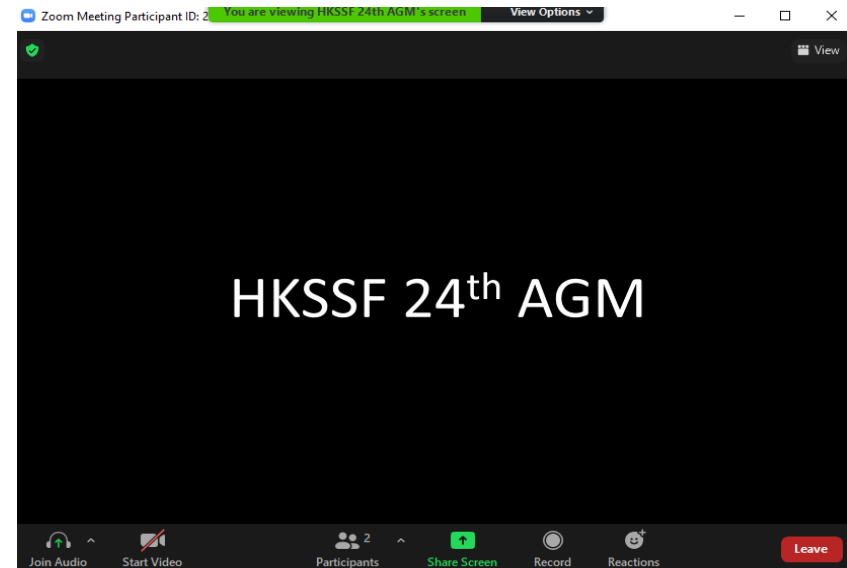 Zoom Meeting Participant ID: 2
You are viewing HKSSF 24th AGM's screen
View Options
View
HKSSF 24th AGM
Join Audio
Start Video
2
Participants
Share Screen
Record
Reactions
Leave